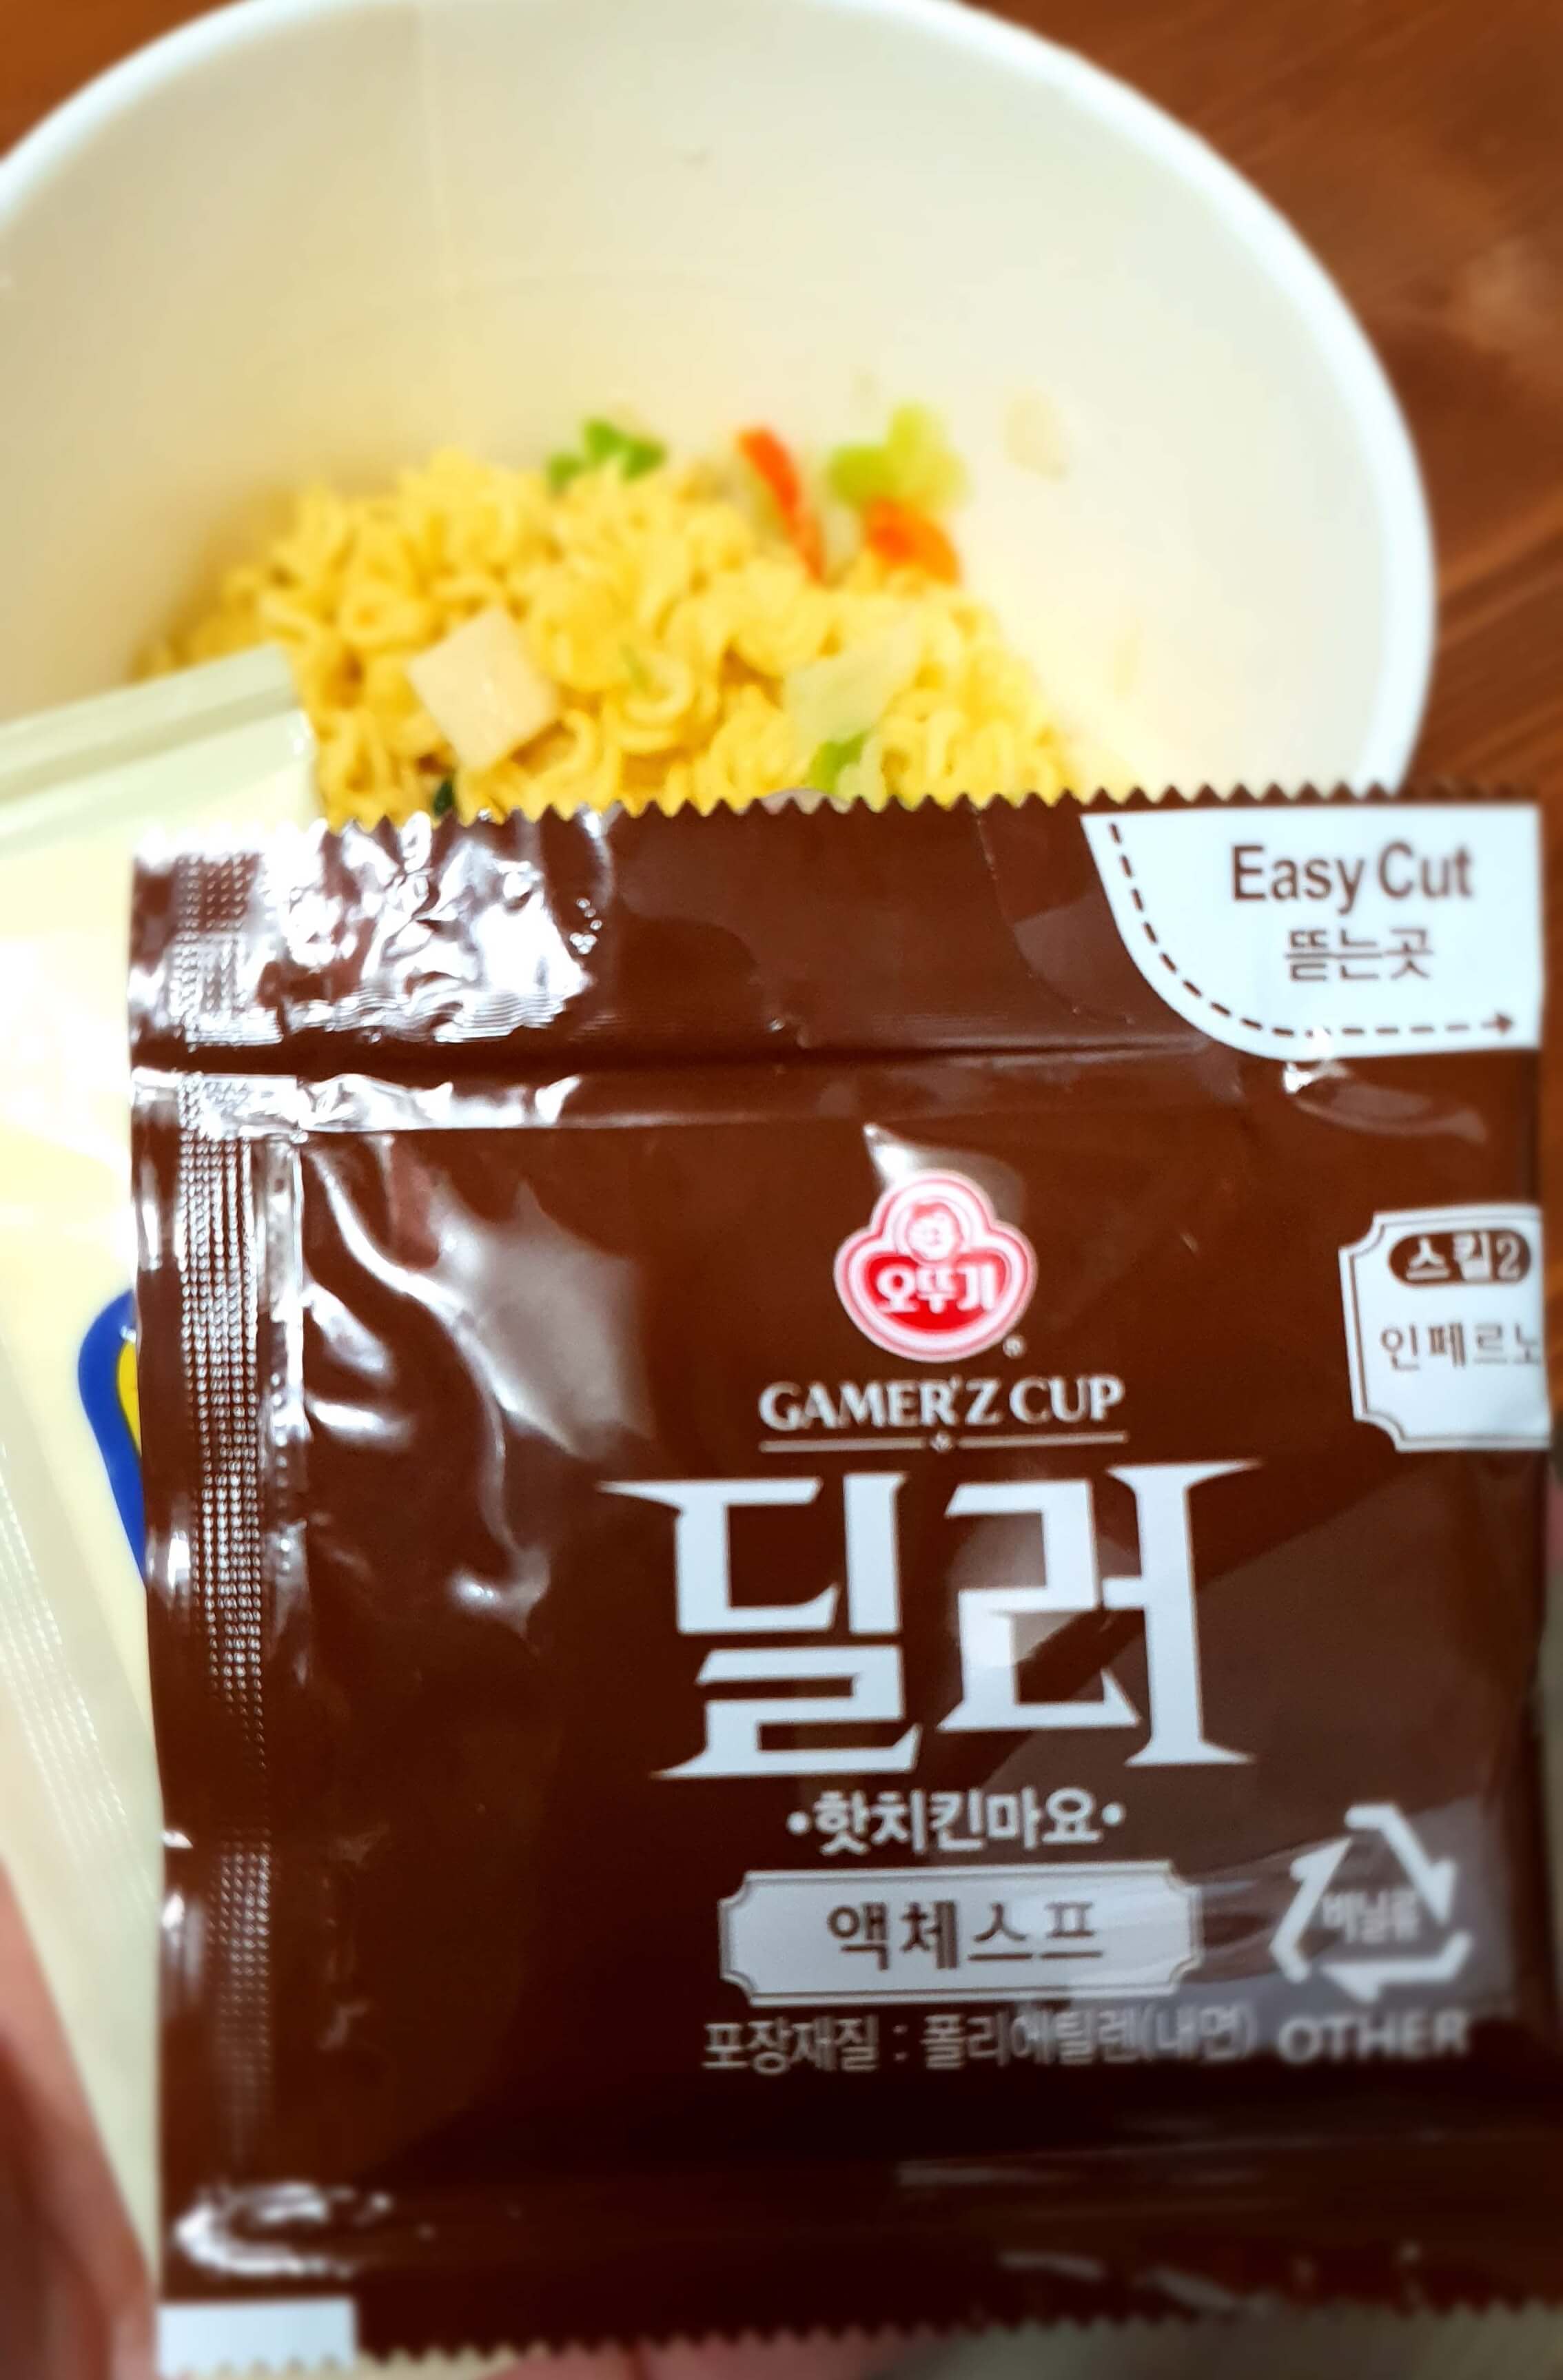 Easy Cut
뜯는곳
오뚜기
스킬2
인페르노
GAMER'Z CUP
딜러
•핫치킨마요•
액체스프
비닐류
포장재질 : 폴리에틸렌(내면) OTHER